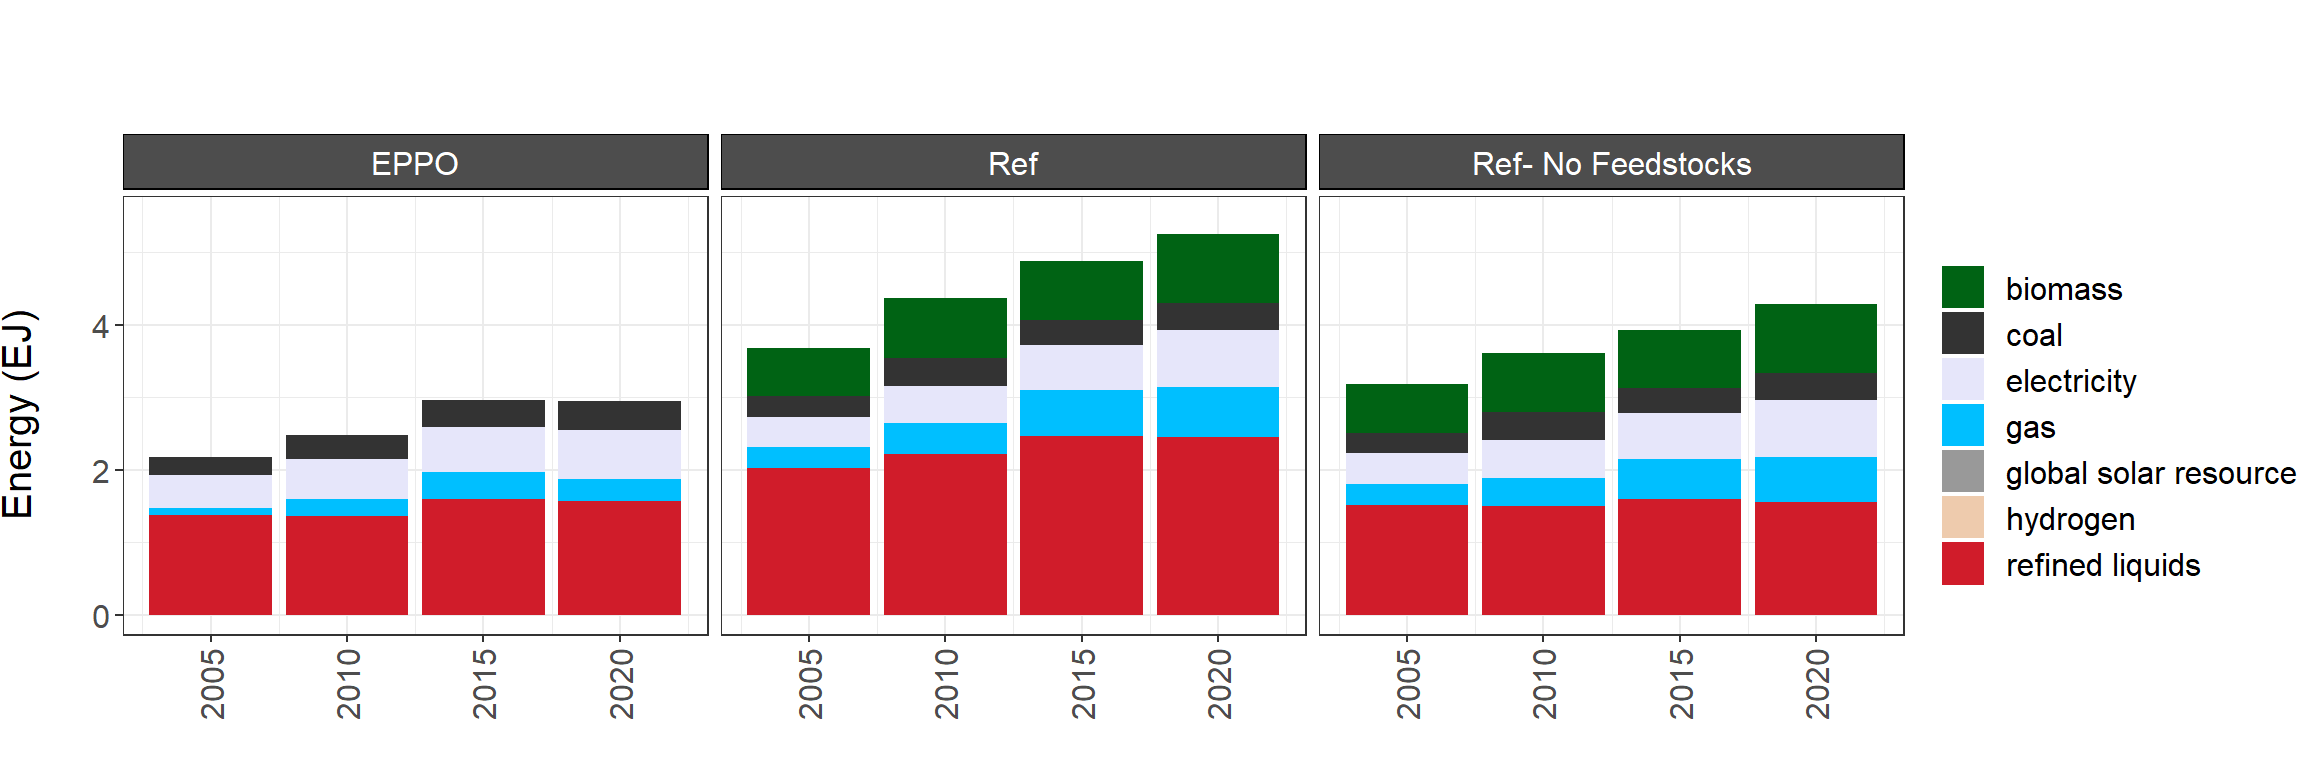 EPPO
Ref
Ref- No Feedstocks
Energy (EJ)
4
2
0
2005
2010
2015
2020
2005
2010
2015
2020
2005
2010
2015
2020
biomass
coal
electricity
gas
global solar resource
hydrogen
refined liquids